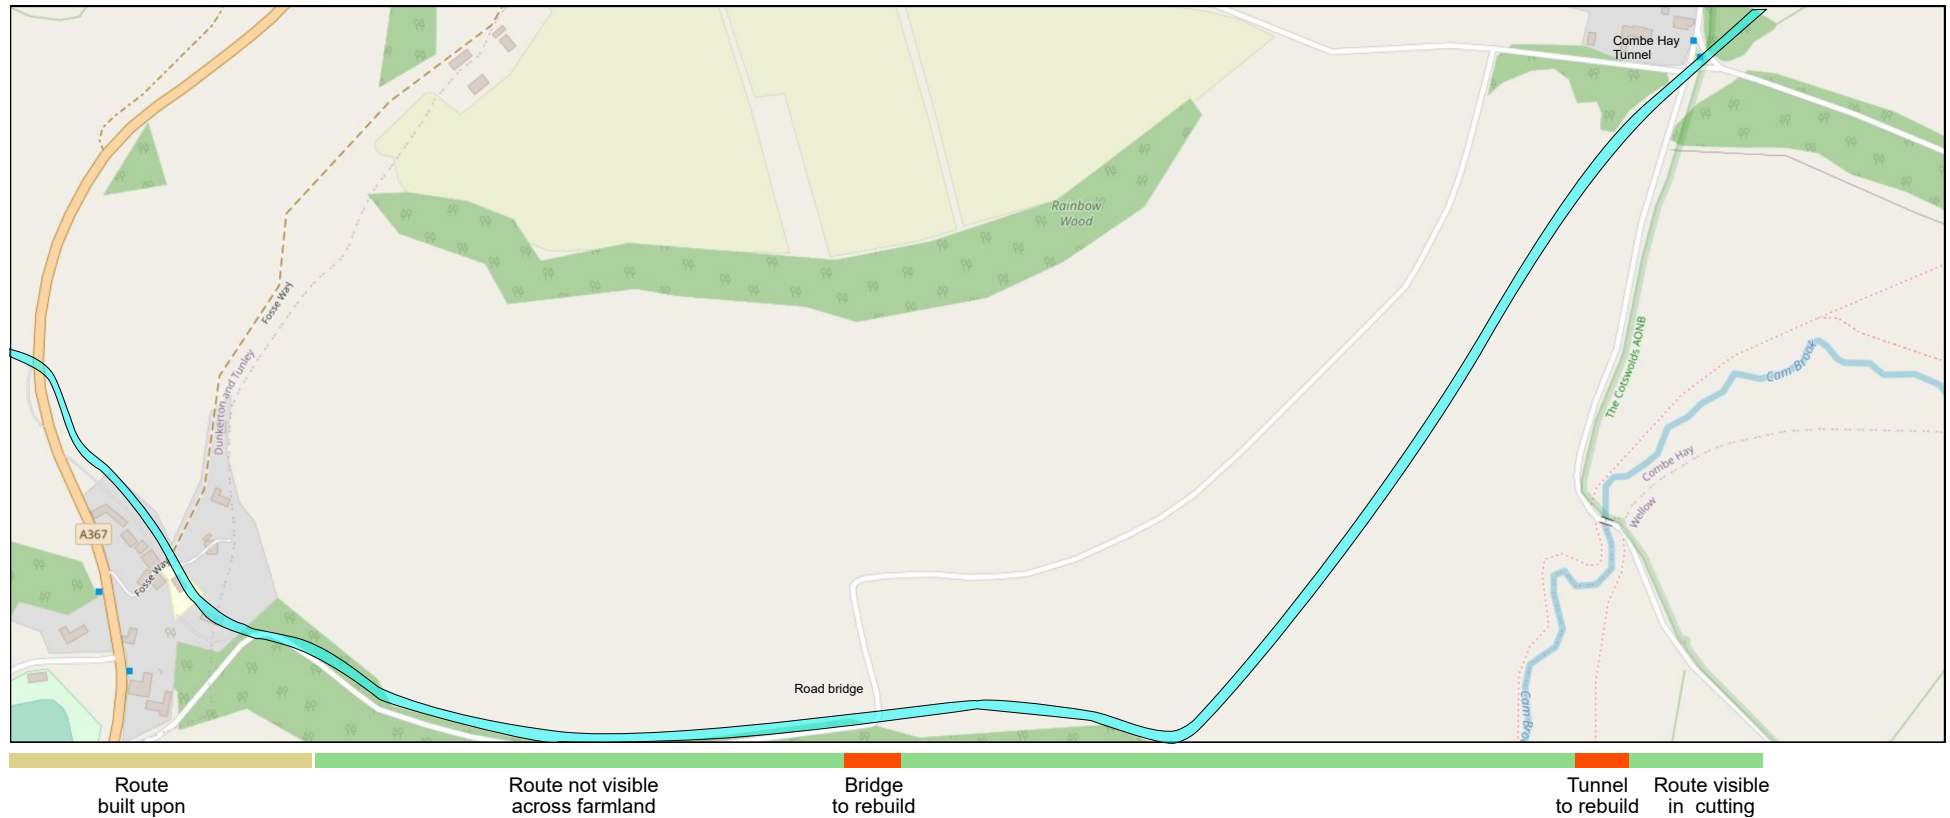 Combe Hay
Tunnel
Rainbow
Wood
Fosse Way
Dunkerton and Tunley
The Cotswolds AONB
Cam Brook
Combe Hay
Wellow
A367
Fosse Way
Road bridge
Cam Broo
Route
built upon
Route not visible
across farmland
Bridge
to rebuild
Tunnel
to rebuild
Route visible
in cutting